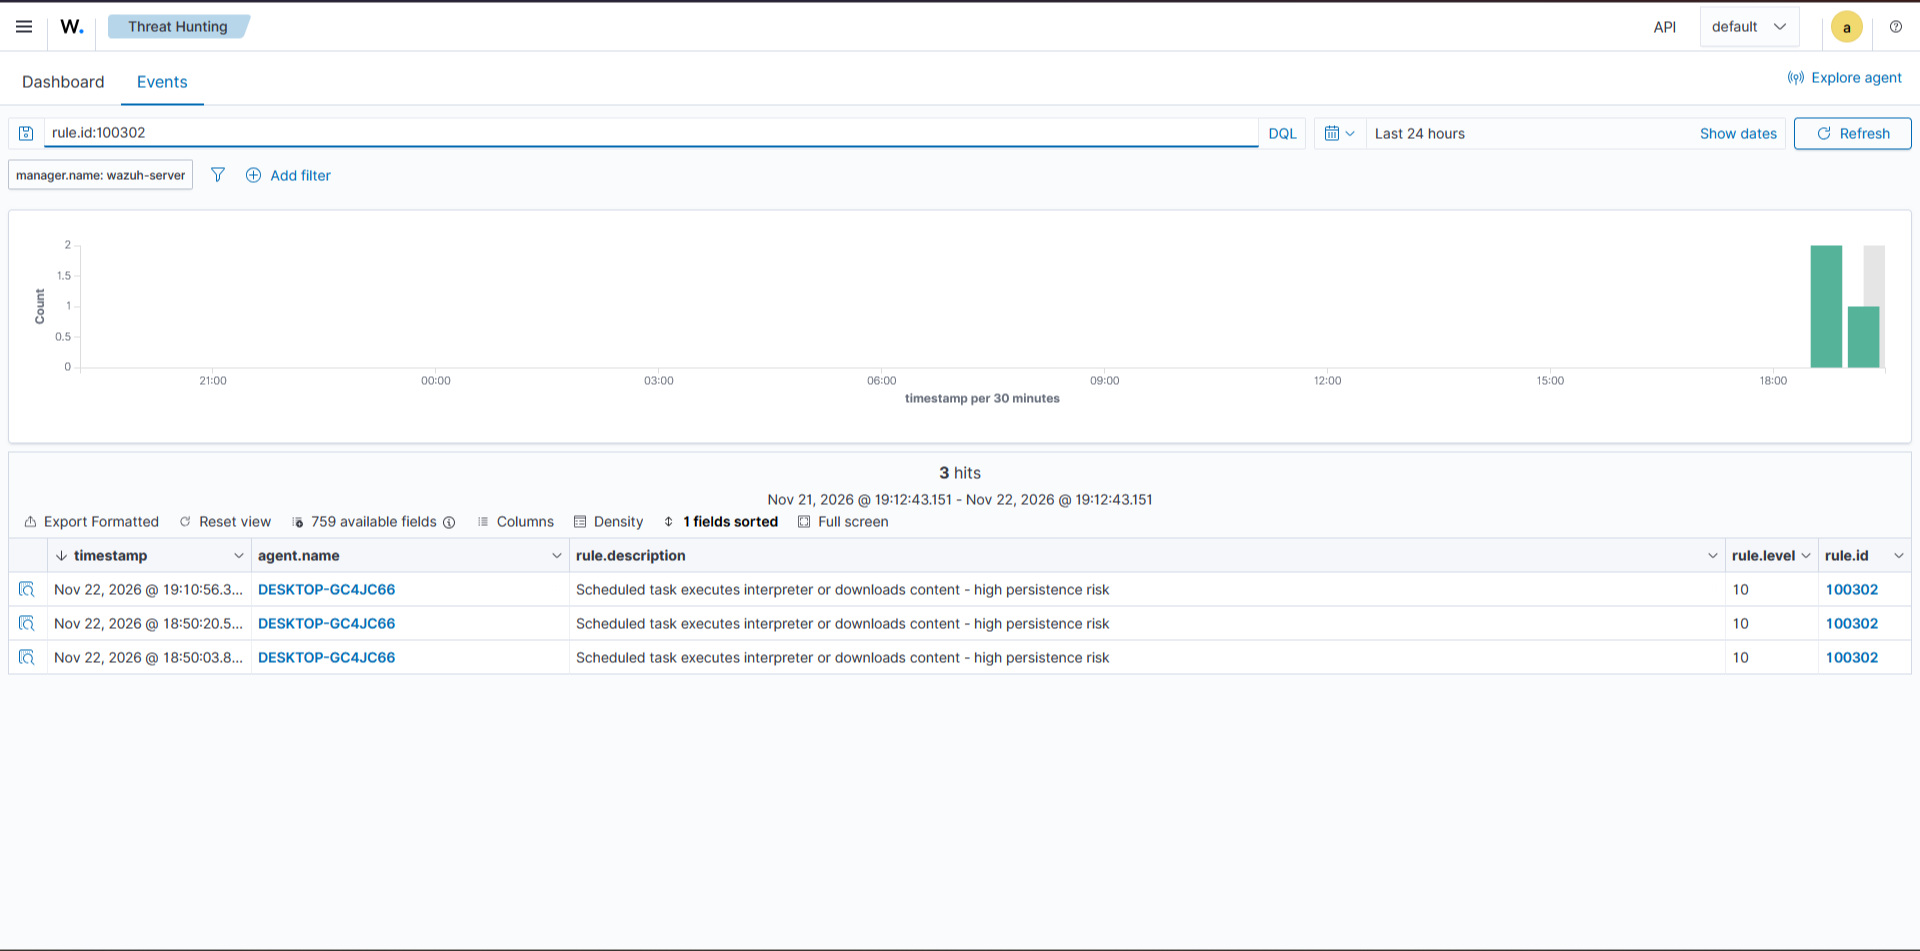 W. Threat Hunting API default a
Dashboard Events Explore agent
rule.id:100302 DQL Last 24 hours Show dates Refresh
manager.name: wazuh-server Add filter
2
1.5
1
0.5
0
Count
21:00 00:00 03:00 06:00 09:00 12:00 15:00 18:00
timestamp per 30 minutes
3 hits
Nov 21, 2026 @ 19:12:43.151 - Nov 22, 2026 @ 19:12:43.151
Export Formatted Reset view 759 available fields Columns Density 1 fields sorted Full screen
timestamp agent.name rule.description rule.level rule.id
Nov 22, 2026 @ 19:10:56.3... DESKTOP-GC4JC66 Scheduled task executes interpreter or downloads content - high persistence risk 10 100302
Nov 22, 2026 @ 18:50:20.5... DESKTOP-GC4JC66 Scheduled task executes interpreter or downloads content - high persistence risk 10 100302
Nov 22, 2026 @ 18:50:03.8... DESKTOP-GC4JC66 Scheduled task executes interpreter or downloads content - high persistence risk 10 100302